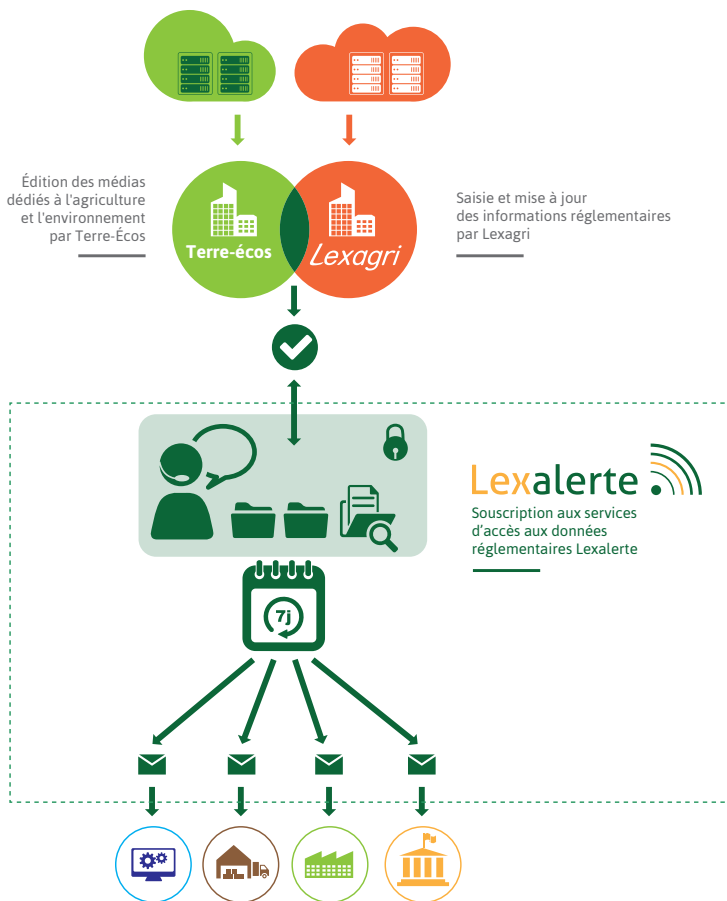 Édition des médias
dédiés à l'agriculture
et l'environnement
par Terre-Écos
Terre-écos
Lexagri
Saisie et mise à jour
des informations réglementaires
par Lexagri
Lexalerte
Souscription aux services
d’accès aux données
réglementaires Lexalerte
7j